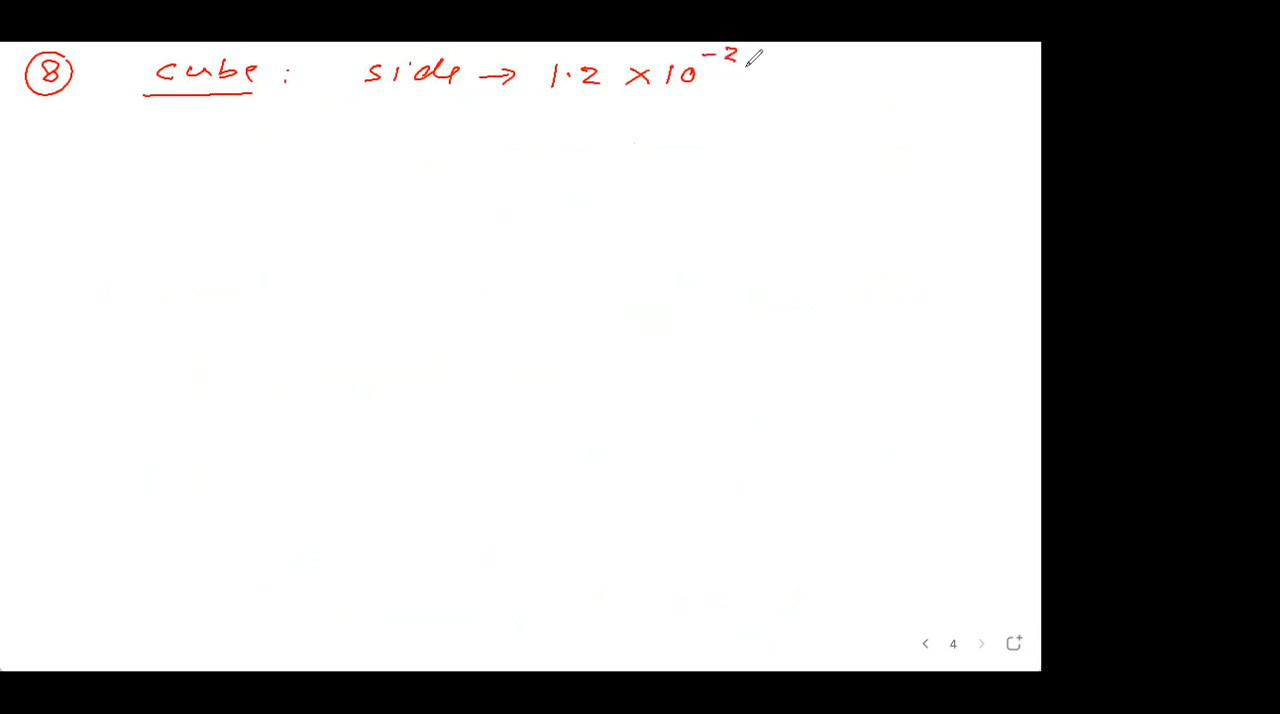 ⑧ cube : side → 1.2 × 10⁻²
< 4 >